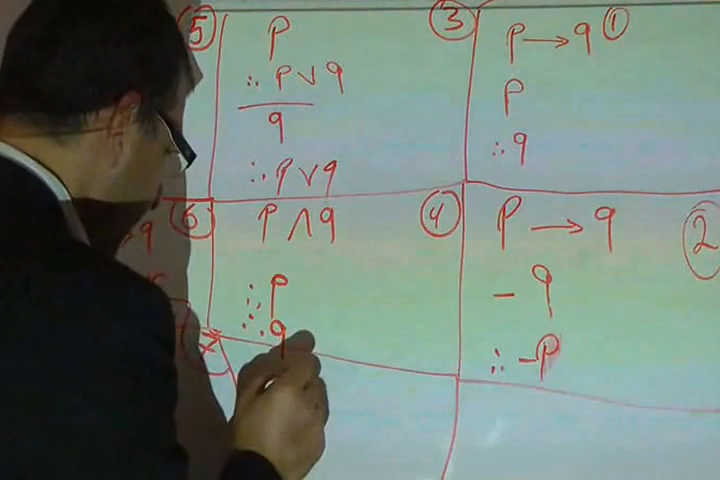 ⑤ P
∴ P ∨ q
q
∴ P ∨ q
③ P → q ①
P
∴ q
⑥ P ∧ q
∴ P
∴ q
④ P → q ②
- q
∴ -P